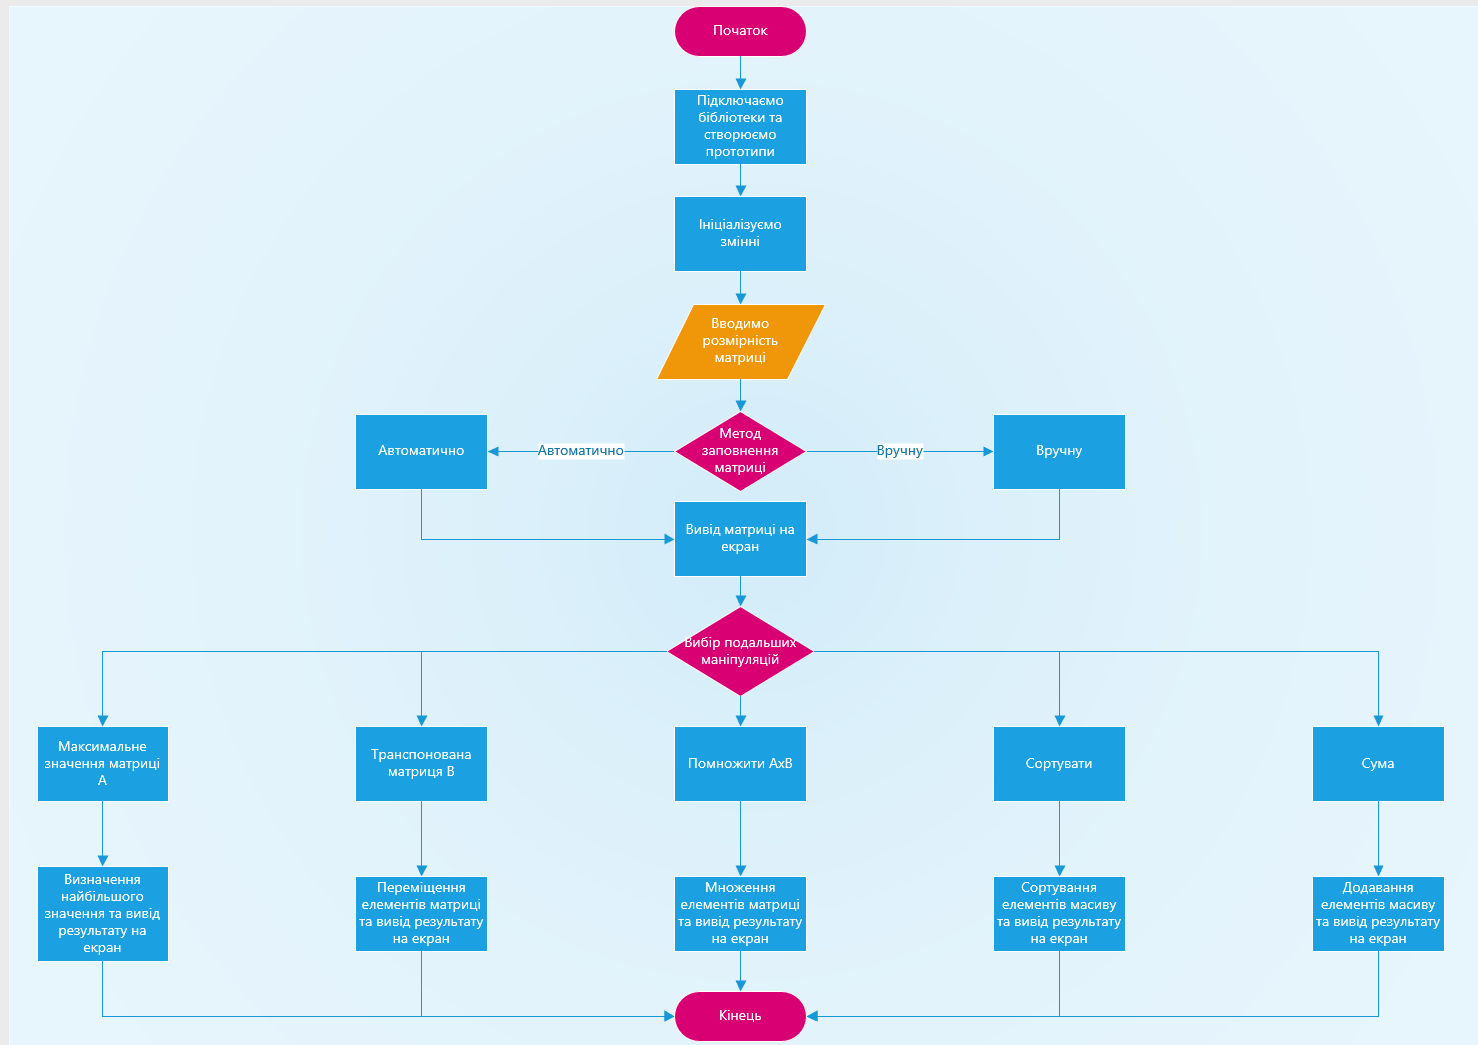 Початок
Підключаємо
бібліотеки та
створюємо
прототипи
Ініціалізуємо
змінні
Вводимо
розмірність
матриці
Метод
заповнення
матриці
Автоматично
Автоматично
Вручну
Вручну
Вивід матриці на
екран
Вибір подальших
маніпуляцій
Максимальне
значення матриці
А
Транспонована
матриця В
Помножити АхВ
Сортувати
Сума
Визначення
найбільшого
значення та вивід
результату на
екран
Переміщення
елементів матриці
та вивід результату
на екран
Множення
елементів матриці
та вивід результату
на екран
Сортування
елементів масиву
та вивід результату
на екран
Додавання
елементів масиву
та вивід результату
на екран
Кінець